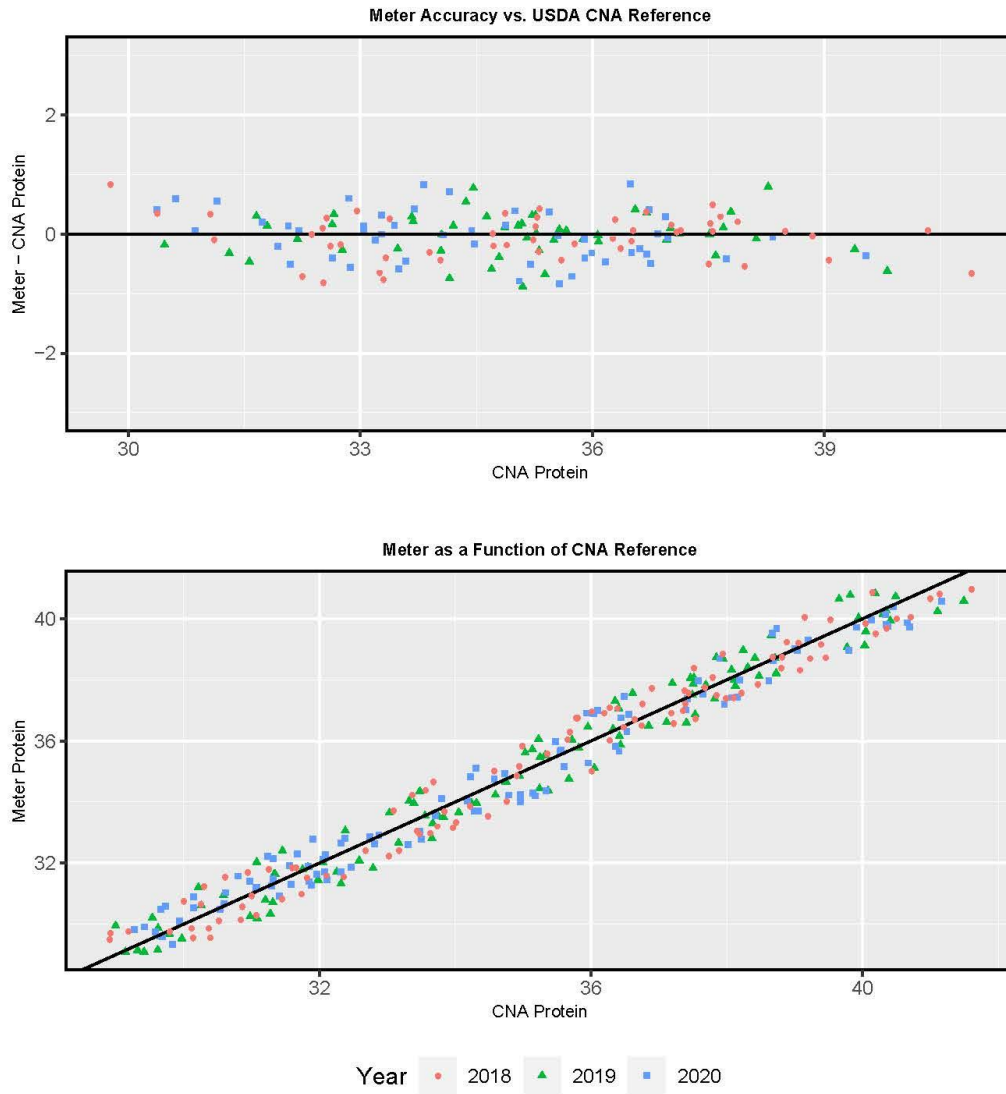 Meter Accuracy vs. USDA CNA Reference
2
0
−2
Meter − CNA Protein
30 33 36 39
CNA Protein
Meter as a Function of CNA Reference
40
36
32
Meter Protein
32 36 40
CNA Protein
Year 2018 2019 2020